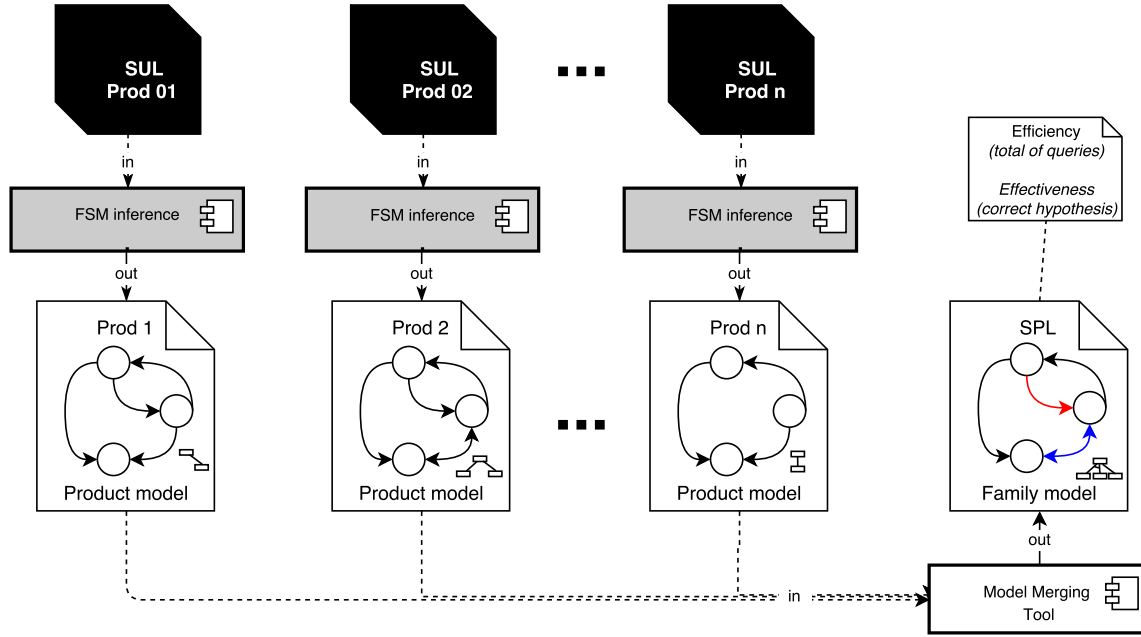 SUL
Prod 01
SUL
Prod 02
SUL
Prod n
in
in
in
FSM inference
FSM inference
FSM inference
out
out
out
Efficiency
(total of queries)
Effectiveness
(correct hypothesis)
Prod 1
Product model
Prod 2
Product model
Prod n
Product model
SPL
Family model
out
in
Model Merging
Tool